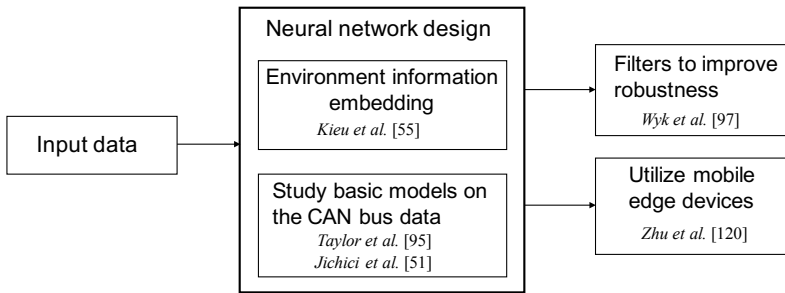 Input data
Neural network design
Environment information
embedding
Kieu et al. [55]
Study basic models on
the CAN bus data
Taylor et al. [95]
Jichici et al. [51]
Filters to improve
robustness
Wyk et al. [97]
Utilize mobile
edge devices
Zhu et al. [120]